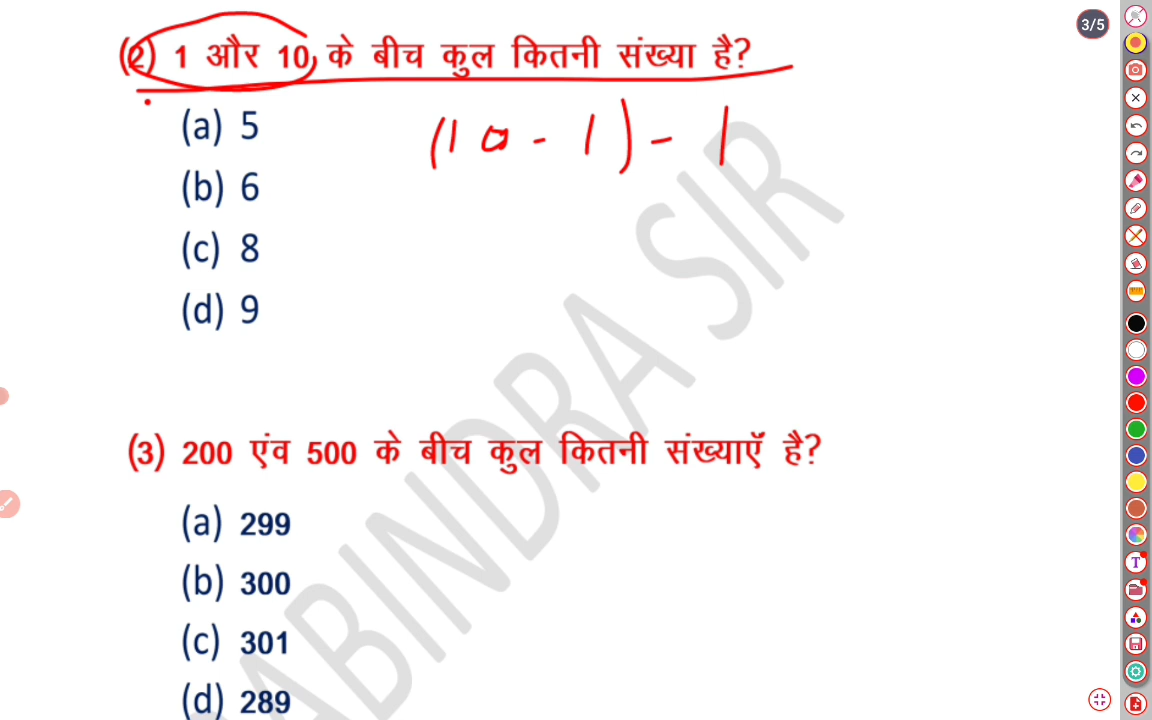 3/5
(2) 1 और 10, के बीच कुल कितनी संख्या है?
(a) 5
(10 - 1) - 1
(b) 6
(c) 8
(d) 9
(3) 200 एंव 500 के बीच कुल कितनी संख्याएँ है?
(a) 299
(b) 300
(c) 301
(d) 289
RABINDRA SIR